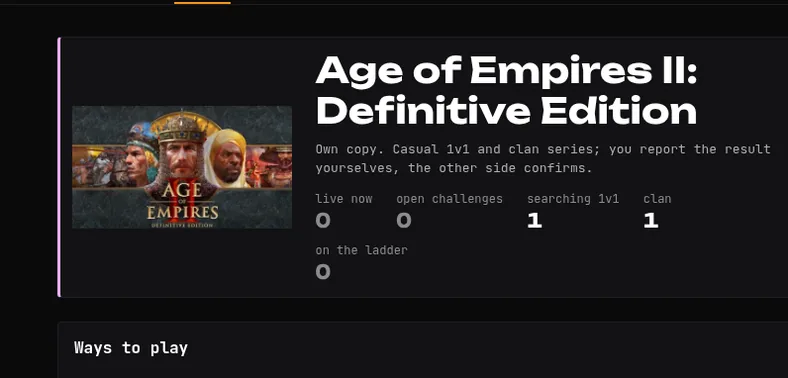 Age of Empires II:
Definitive Edition
Own copy. Casual 1v1 and clan series; you report the result
yourselves, the other side confirms.
live now open challenges searching 1v1 clan
0 0 1 1
on the ladder
0
AGE
OF
EMPIRES
II
DEFINITIVE EDITION
Ways to play